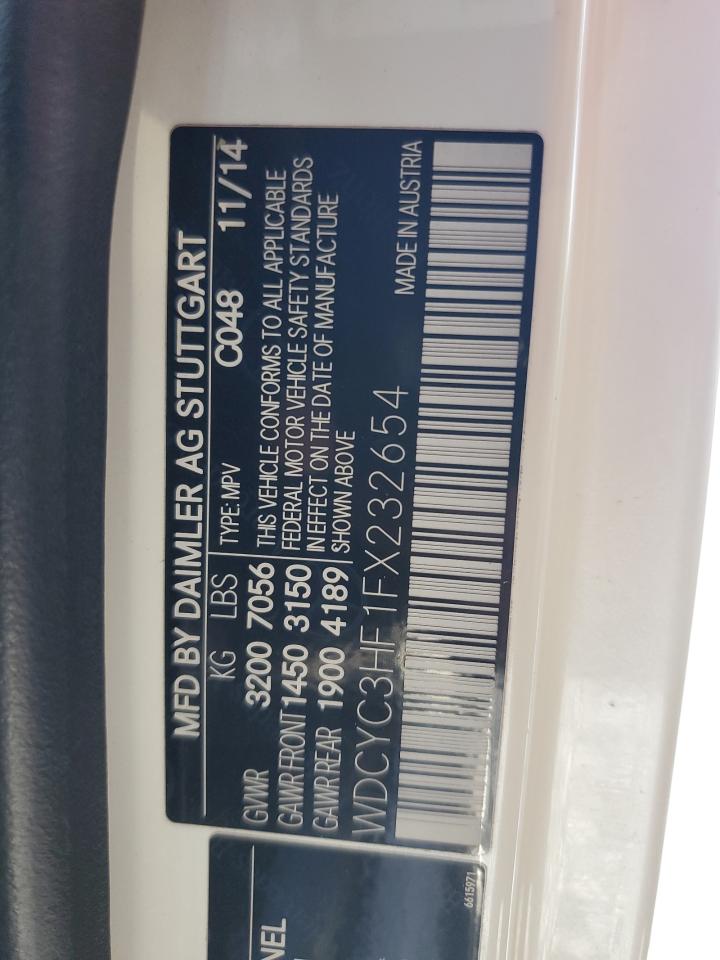 MFD BY DAIMLER AG STUTTGART
KG LBS TYPE: MPV C048 11/14
GVWR 3200 7056 THIS VEHICLE CONFORMS TO ALL APPLICABLE
GAWR FRONT 1450 3150 FEDERAL MOTOR VEHICLE SAFETY STANDARDS
GAWR REAR 1900 4189 IN EFFECT ON THE DATE OF MANUFACTURE
SHOWN ABOVE
WDCYC3HF1FX232654 MADE IN AUSTRIA
NEL
6615971